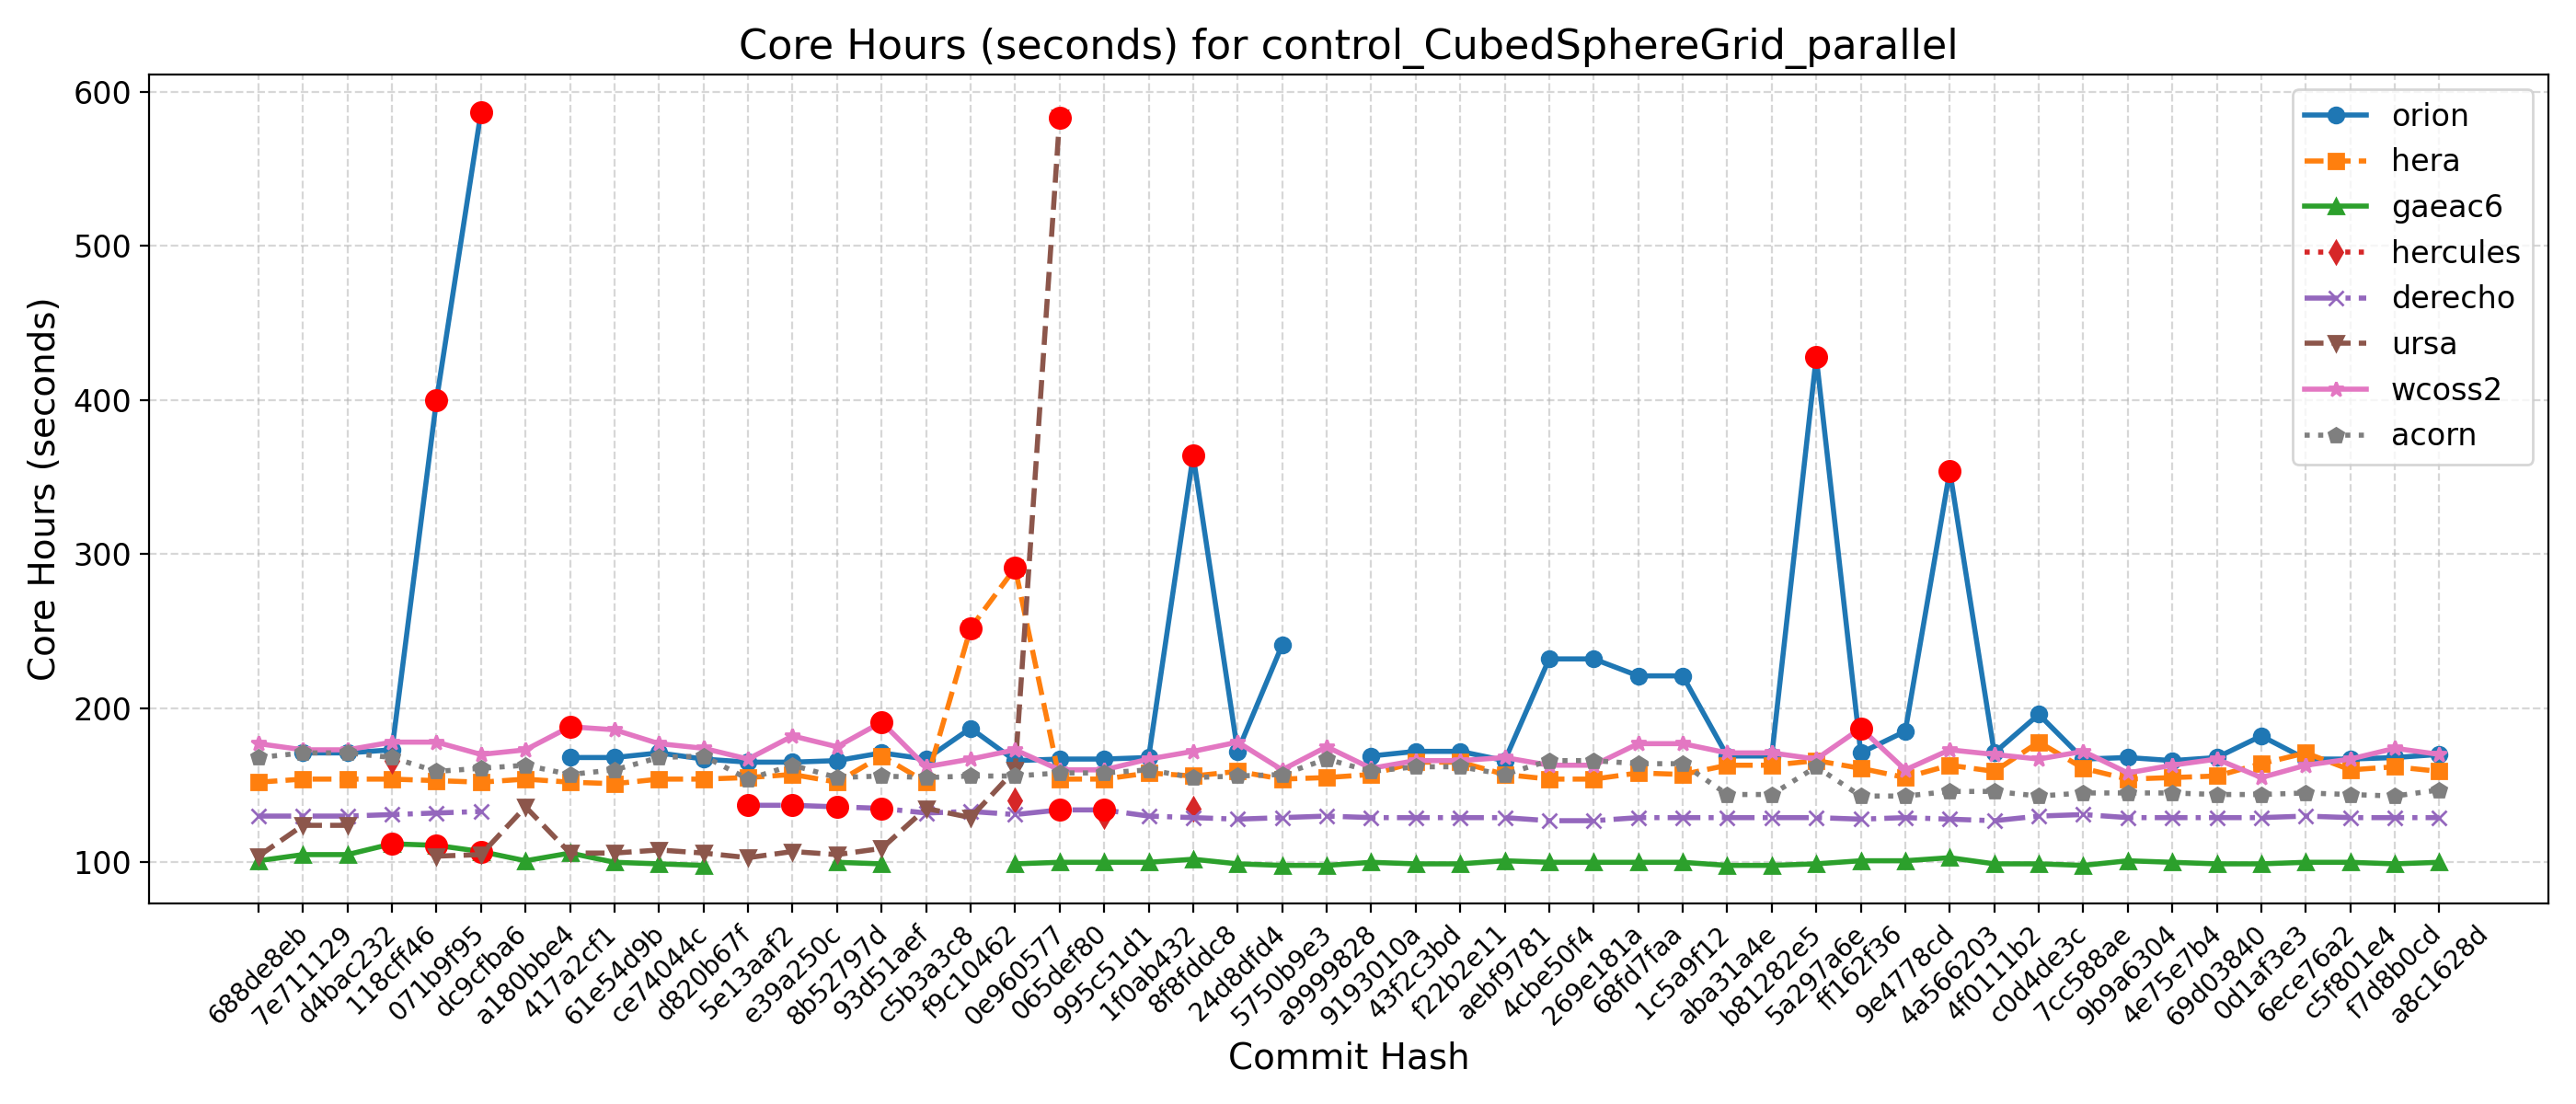 Core Hours (seconds) for control_CubedSphereGrid_parallel
Core Hours (seconds)
600
500
400
300
200
100
orion
hera
gaeac6
hercules
derecho
ursa
wcoss2
acorn
688de8eb
7e711129
d4bac232
118cff46
071b9f95
dc9cfba6
a180bbe4
417a2cf1
61e54d9b
ce74044c
d820b67f
5e13aaf2
e39a250c
8b52797d
93d51aef
c5b3a3c8
f9c10462
0e960577
065def80
995c51d1
1f0ab432
8f8fddc8
24d8dfd4
5750b9e3
a9999828
9193010a
43f2c3bd
f22b2e11
aebf9781
4cbe50f4
269e181a
68fd7faa
1c5a9f12
aba31a4e
b81282e5
5a297a6e
ff162f36
9e4778cd
4a566203
4f0111b2
c0d4de3c
7cc588ae
9b9a6304
4e75e7b4
69d03840
0d1af3e3
6ece76a2
c5f801e4
f7d8b0cd
a8c1628d
Commit Hash